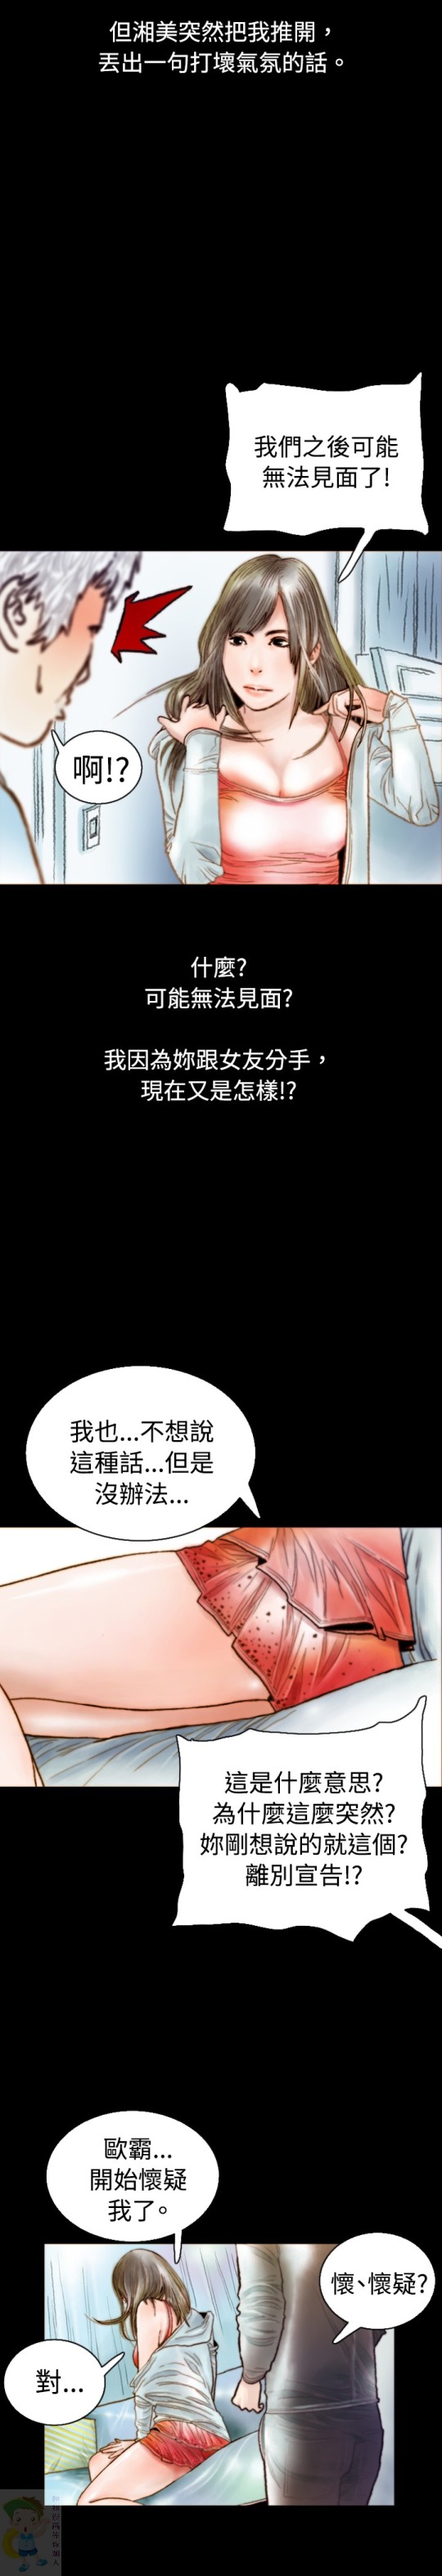 但湘美突然把我推開，
丟出一句打壞氣氛的話。
我們之後可能
無法見面了!
啊!?
什麼?
可能無法見面?
我因為妳跟女友分手，
現在又是怎樣!?
我也...不想說
這種話...但是
沒辦法...
這是什麼意思?
為什麼這麼突然?
妳剛想說的就這個?
離別宣告!?
歐霸...
開始懷疑
我了。
懷、懷疑?
對...